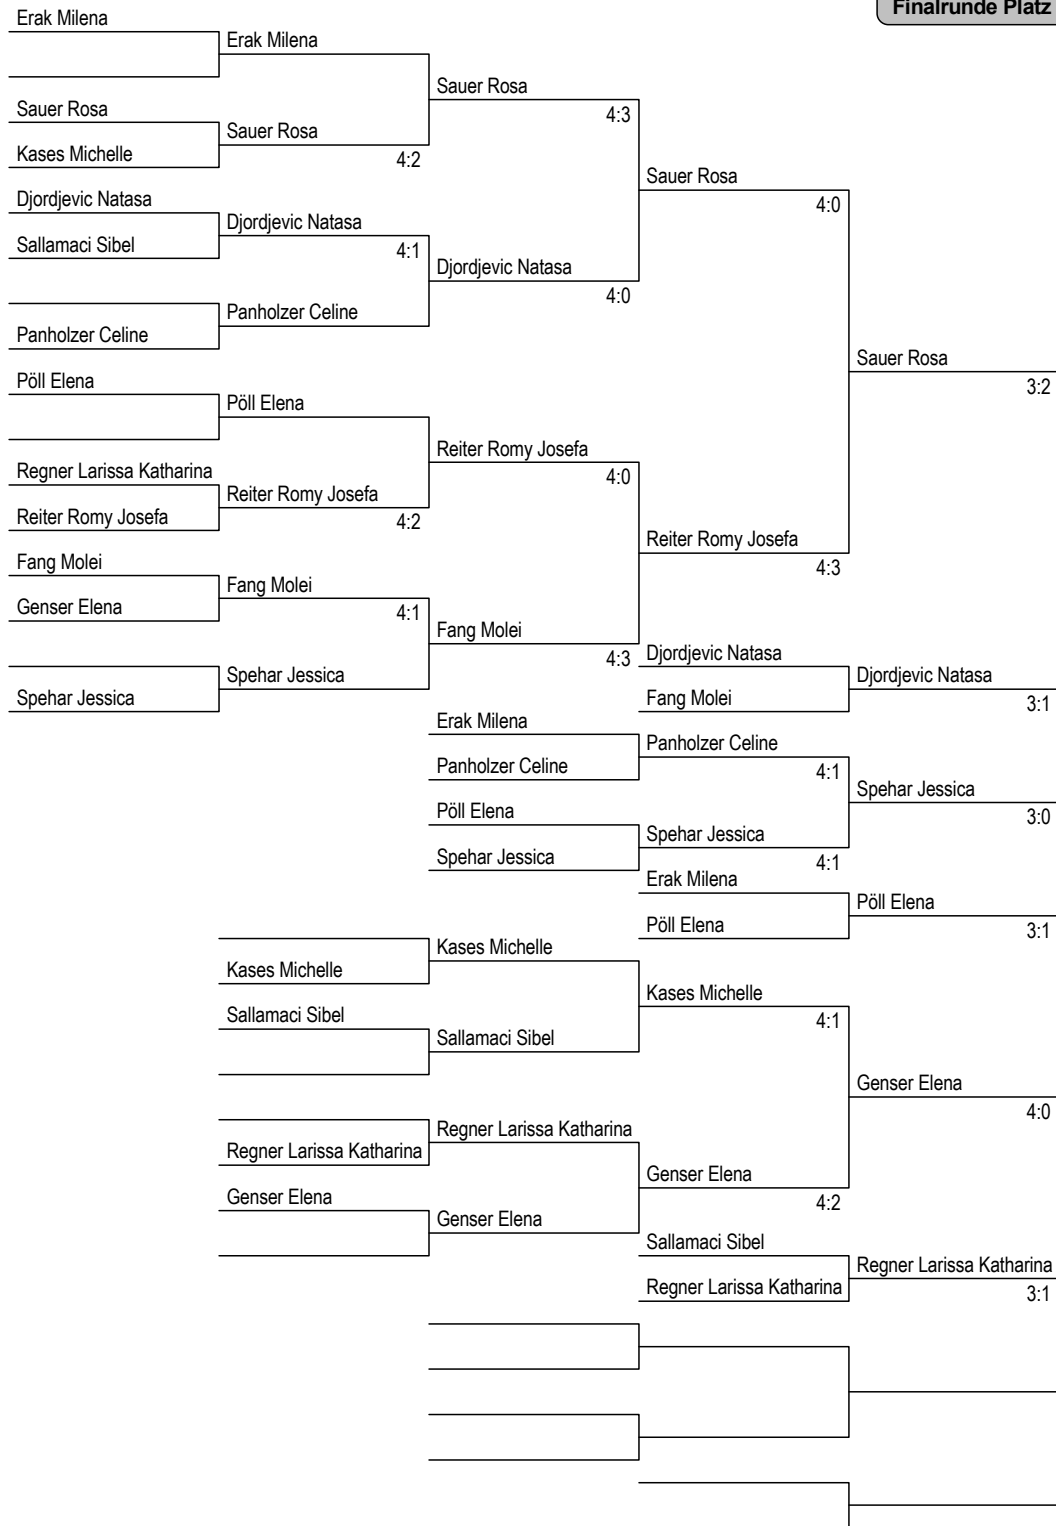 Finalrunde Platz
Erak Milena
Erak Milena
Sauer Rosa
Sauer Rosa
4:3
Sauer Rosa
Kases Michelle
4:2
Sauer Rosa
Djordjevic Natasa
4:0
Djordjevic Natasa
Sallamaci Sibel
4:1
Djordjevic Natasa
4:0
Panholzer Celine
Panholzer Celine
Sauer Rosa
Pöll Elena
3:2
Pöll Elena
Reiter Romy Josefa
Regner Larissa Katharina
4:0
Reiter Romy Josefa
Reiter Romy Josefa
4:2
Reiter Romy Josefa
Fang Molei
4:3
Fang Molei
Genser Elena
4:1
Fang Molei
4:3
Djordjevic Natasa
Spehar Jessica
Djordjevic Natasa
Spehar Jessica
Fang Molei
3:1
Erak Milena
Panholzer Celine
Panholzer Celine
4:1
Spehar Jessica
Pöll Elena
3:0
Spehar Jessica
Spehar Jessica
4:1
Erak Milena
Pöll Elena
Pöll Elena
3:1
Kases Michelle
Kases Michelle
Kases Michelle
Sallamaci Sibel
4:1
Sallamaci Sibel
Genser Elena
4:0
Regner Larissa Katharina
Regner Larissa Katharina
Genser Elena
Genser Elena
4:2
Genser Elena
Sallamaci Sibel
Regner Larissa Katharina
Regner Larissa Katharina
3:1